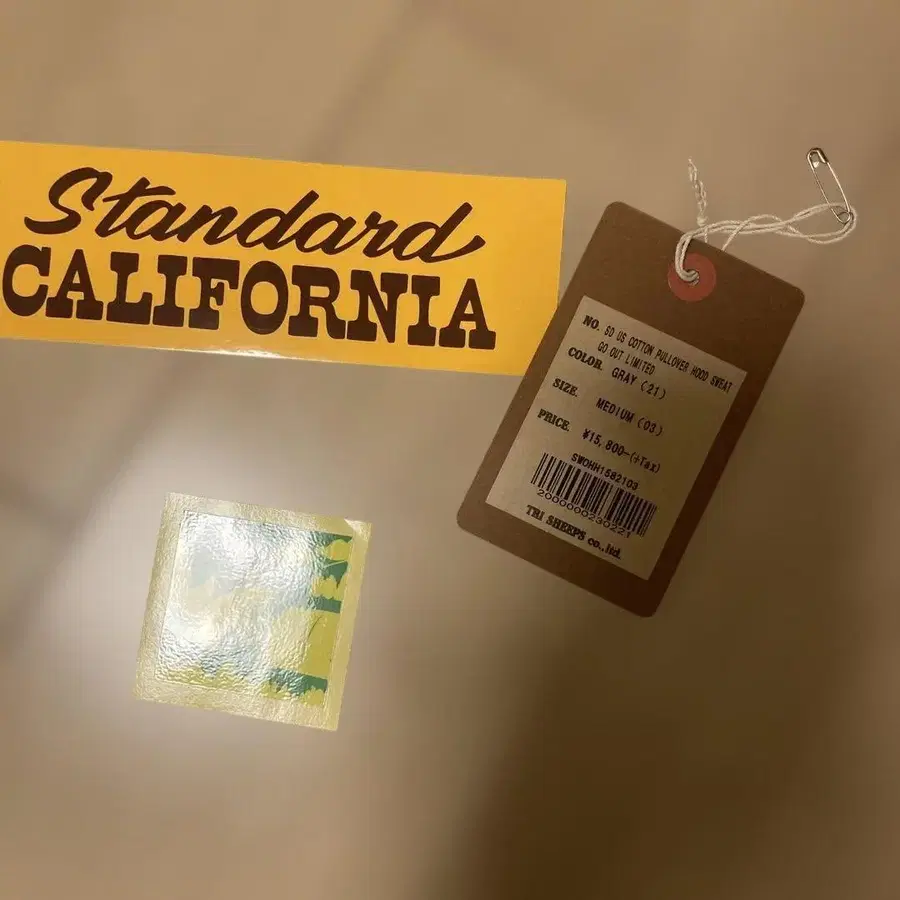 Standard
CALIFORNIA
NO. SD US COTTON PULLOVER HOOD SWEAT
GO OUT LIMITED
COLOR. GRAY (21)
SIZE. MEDIUM (03)
PRICE. ¥15,800-(+Tax)
SWOHH1582103
2000000230221
TRI SHEEPS co.,ltd.